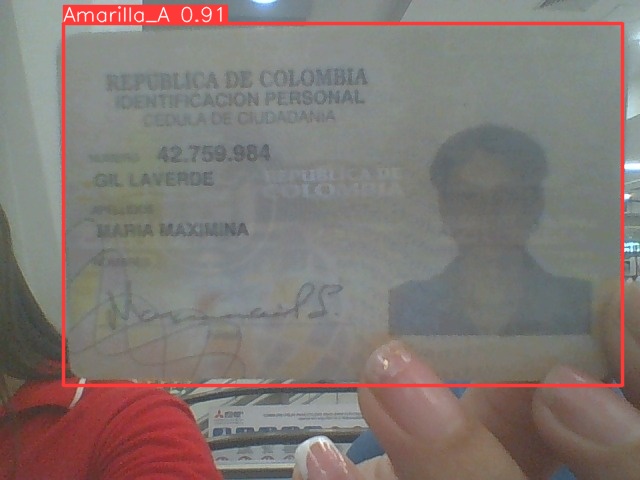 Amarilla_A 0.91
REPUBLICA DE COLOMBIA
IDENTIFICACION PERSONAL
CEDULA DE CIUDADANIA
NUMERO 42.759.984
GIL LAVERDE
REPUBLICA DE
COLOMBIA
APELLIDOS
MARIA MAXIMINA
NOMBRES